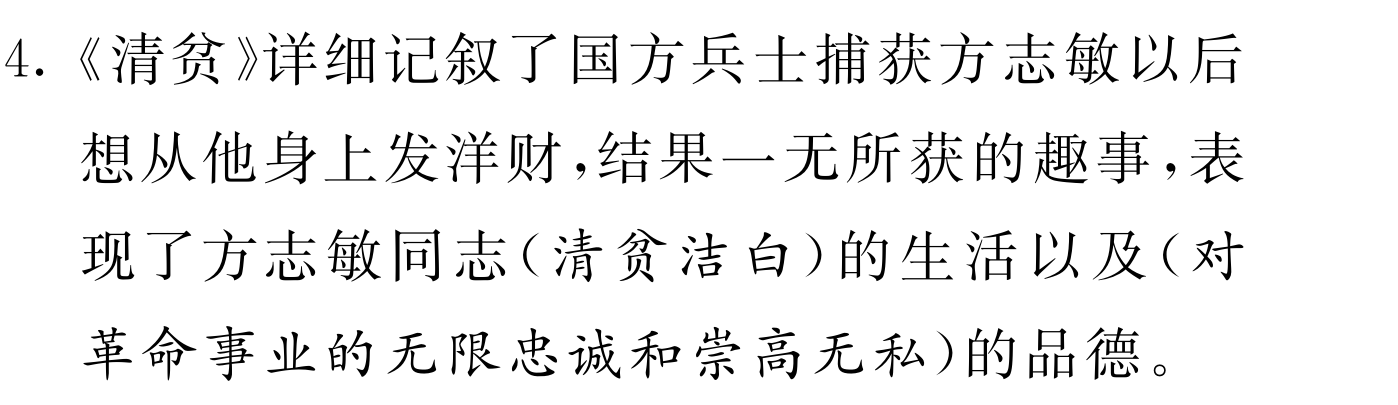 4.《清贫》详细记叙了国方兵士捕获方志敏以后
想从他身上发洋财,结果一无所获的趣事,表
现了方志敏同志(清贫洁白)的生活以及(对
革命事业的无限忠诚和崇高无私)的品德。